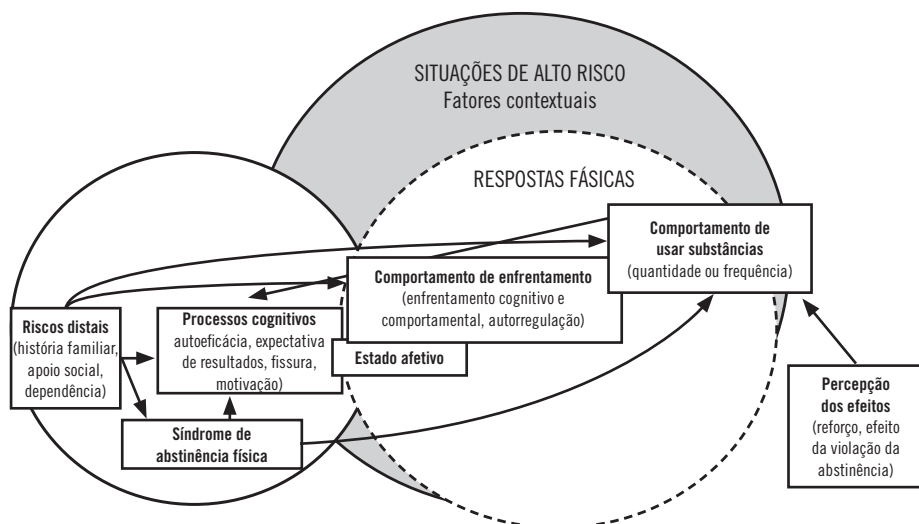 SITUAÇÕES DE ALTO RISCO
Fatores contextuais
RESPOSTAS FÁSICAS
Comportamento de
usar substâncias
(quantidade ou frequência)
Comportamento de enfrentamento
(enfrentamento cognitivo e
comportamental, autorregulação)
Riscos distais
(história familiar,
apoio social,
dependência)
Processos cognitivos
autoeficácia, expectativa
de resultados, fissura,
motivação)
Estado afetivo
Síndrome de
abstinência física
Percepção
dos efeitos
(reforço, efeito
da violação da
abstinência)